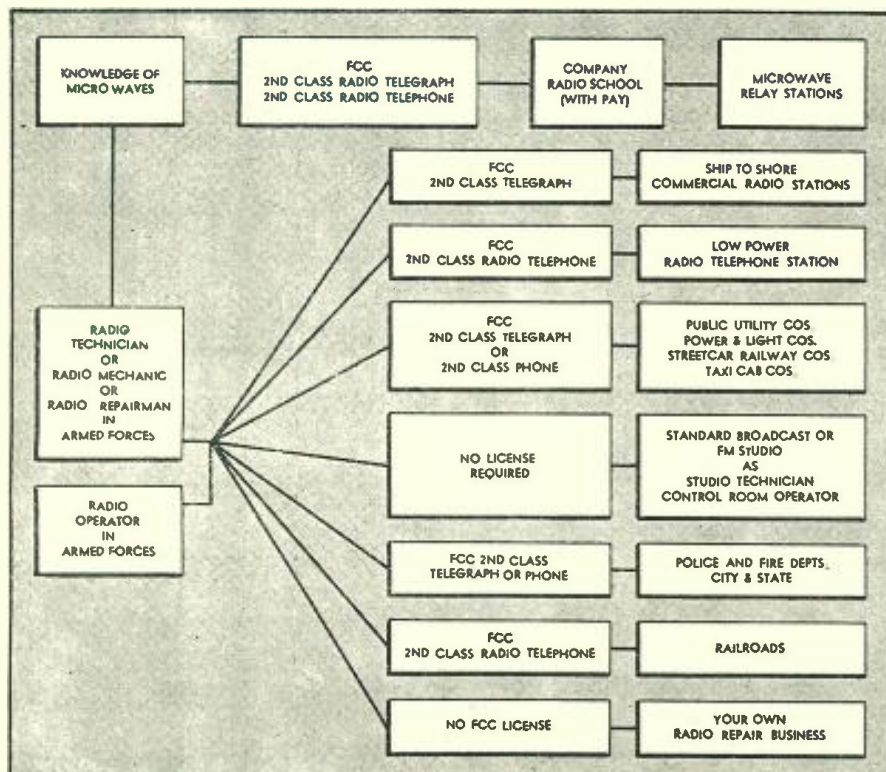 KNOWLEDGE OF
MICRO WAVES
FCC
2ND CLASS RADIO TELEGRAPH
2ND CLASS RADIO TELEPHONE
COMPANY
RADIO SCHOOL
(WITH PAY)
MICROWAVE
RELAY STATIONS
FCC
2ND CLASS TELEGRAPH
SHIP TO SHORE
COMMERCIAL RADIO STATIONS
FCC
2ND CLASS RADIO TELEPHONE
LOW POWER
RADIO TELEPHONE STATION
RADIO
TECHNICIAN
OR
RADIO MECHANIC
OR
RADIO REPAIRMAN
IN
ARMED FORCES
FCC
2ND CLASS TELEGRAPH
OR
2ND CLASS PHONE
PUBLIC UTILITY COS.
POWER & LIGHT COS.
STREETCAR RAILWAY COS
TAXI CAB COS
NO LICENSE
REQUIRED
STANDARD BROADCAST OR
FM STUDIO
AS
STUDIO TECHNICIAN
CONTROL ROOM OPERATOR
RADIO
OPERATOR
IN
ARMED FORCES
FCC 2ND CLASS
TELEGRAPH OR PHONE
POLICE AND FIRE DEPTS.
CITY & STATE
FCC
2ND CLASS RADIO TELEPHONE
RAILROADS
NO FCC LICENSE
YOUR OWN
RADIO REPAIR BUSINESS